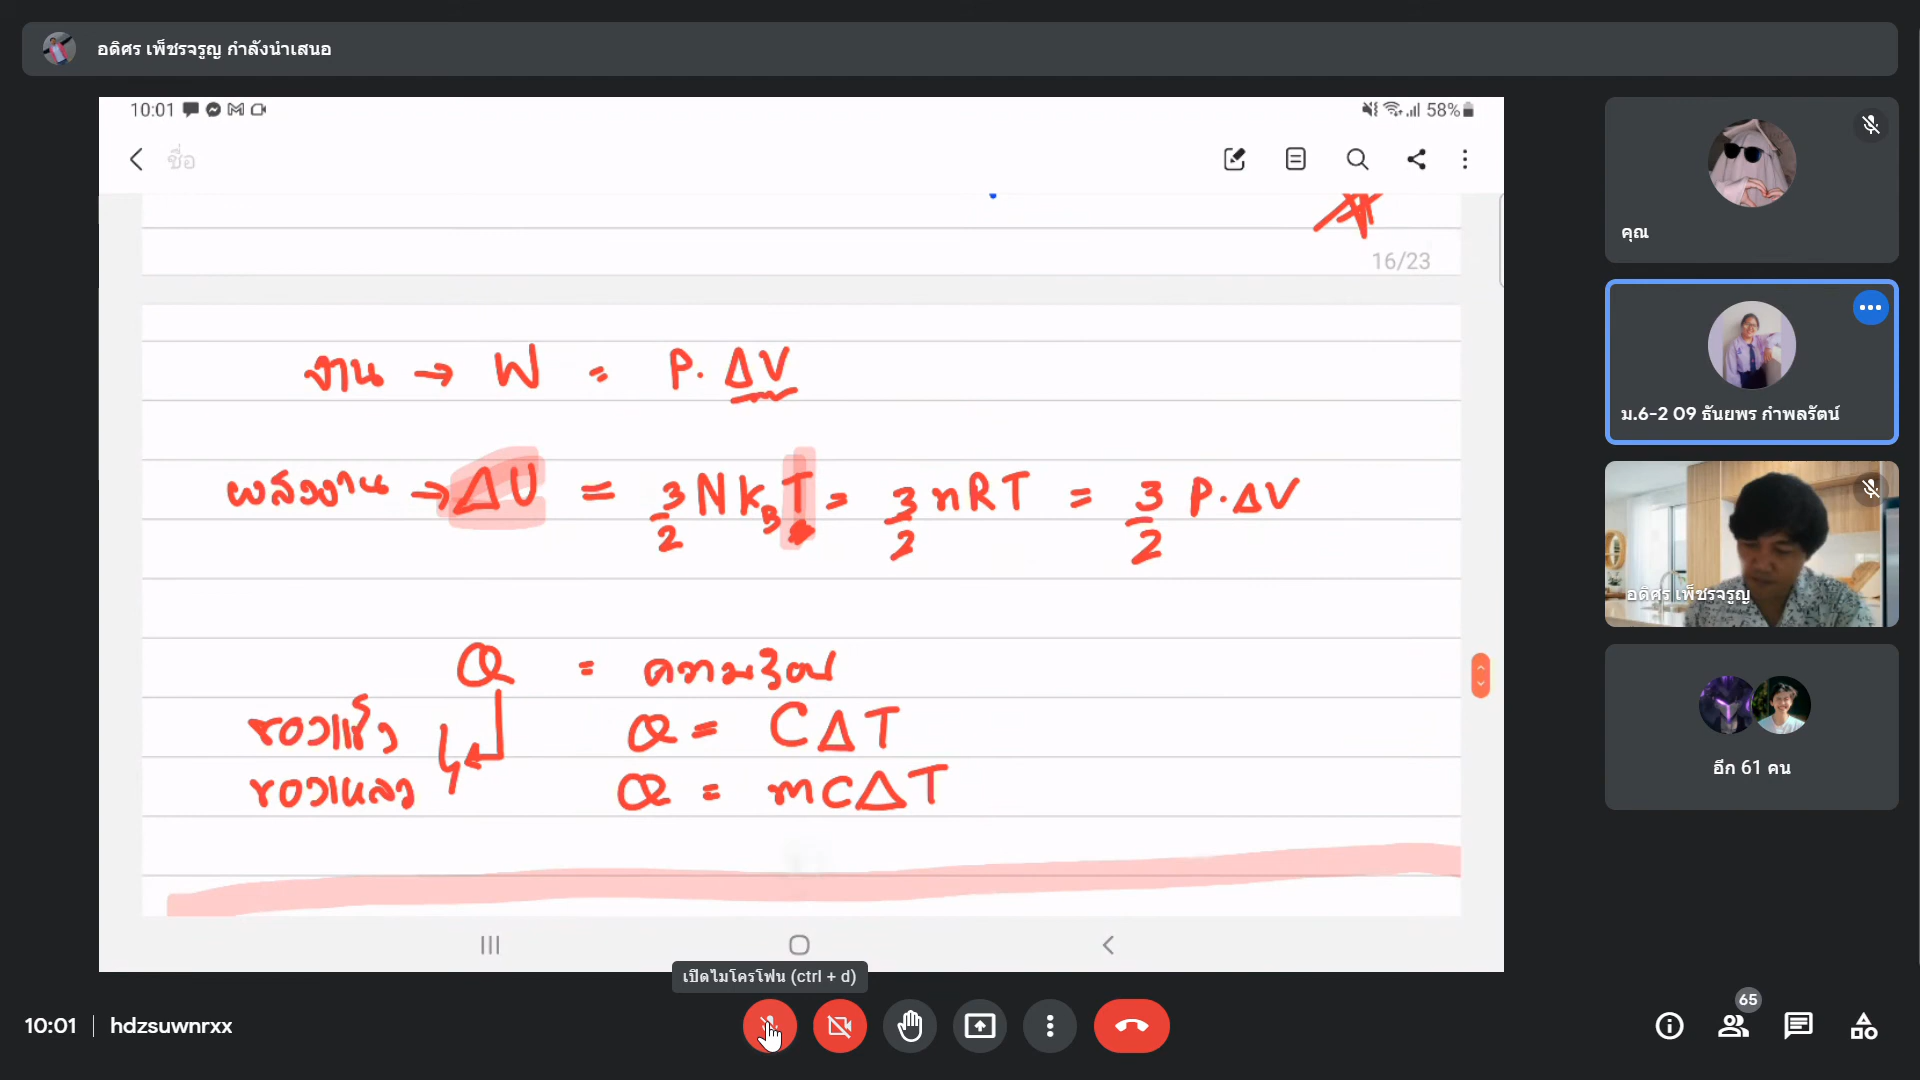 อดิศร เพ็ชรจรูญ กำลังนำเสนอ
10:01
58%
ชื่อ
16/23
งาน → W = P. ΔV
พลังงาน → ΔU = 3/2 N k_B T = 3/2 nRT = 3/2 P·ΔV
Q = ความร้อน
ของแข็ง Q = CΔT
ของเหลว Q = mCΔT
คุณ
ม.6-2 09 ธันยพร กำพลรัตน์
อดิศร เพ็ชรจรูญ
อีก 61 คน
เปิดไมโครโฟน (ctrl + d)
10:01 | hdzsuwnrxx
65